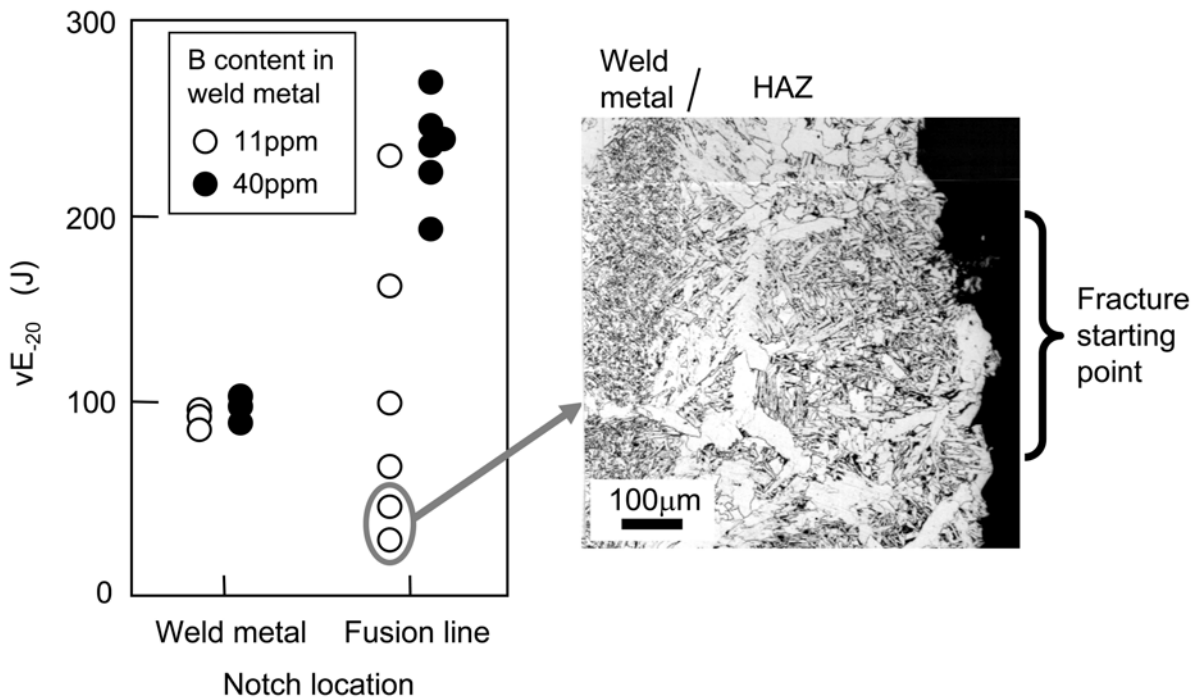 300
200
100
0
vE-20 (J)
B content in
weld metal
11ppm
40ppm
Weld metal
Fusion line
Notch location
Weld
metal /
HAZ
100μm
Fracture
starting
point